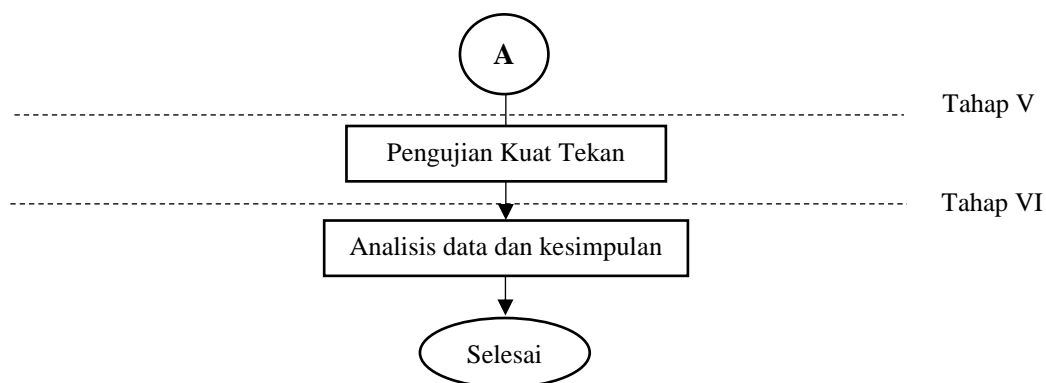 A
Tahap V
Pengujian Kuat Tekan
Tahap VI
Analisis data dan kesimpulan
Selesai